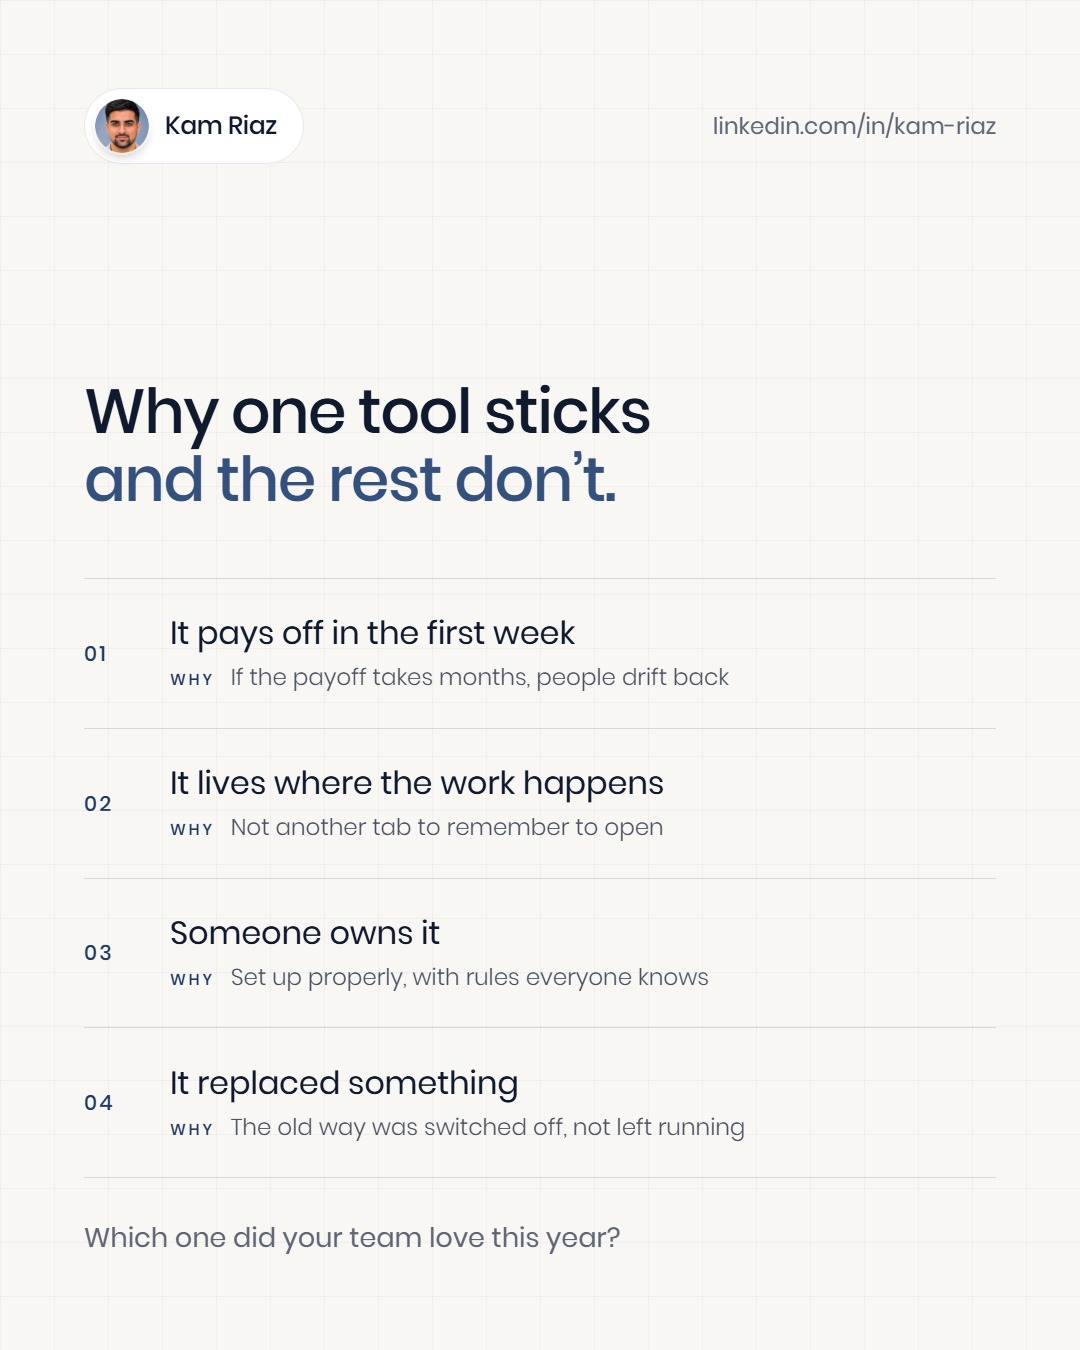 Kam Riaz
linkedin.com/in/kam-riaz
Why one tool sticks
and the rest don’t.
01
It pays off in the first week
WHY If the payoff takes months, people drift back
02
It lives where the work happens
WHY Not another tab to remember to open
03
Someone owns it
WHY Set up properly, with rules everyone knows
04
It replaced something
WHY The old way was switched off, not left running
Which one did your team love this year?